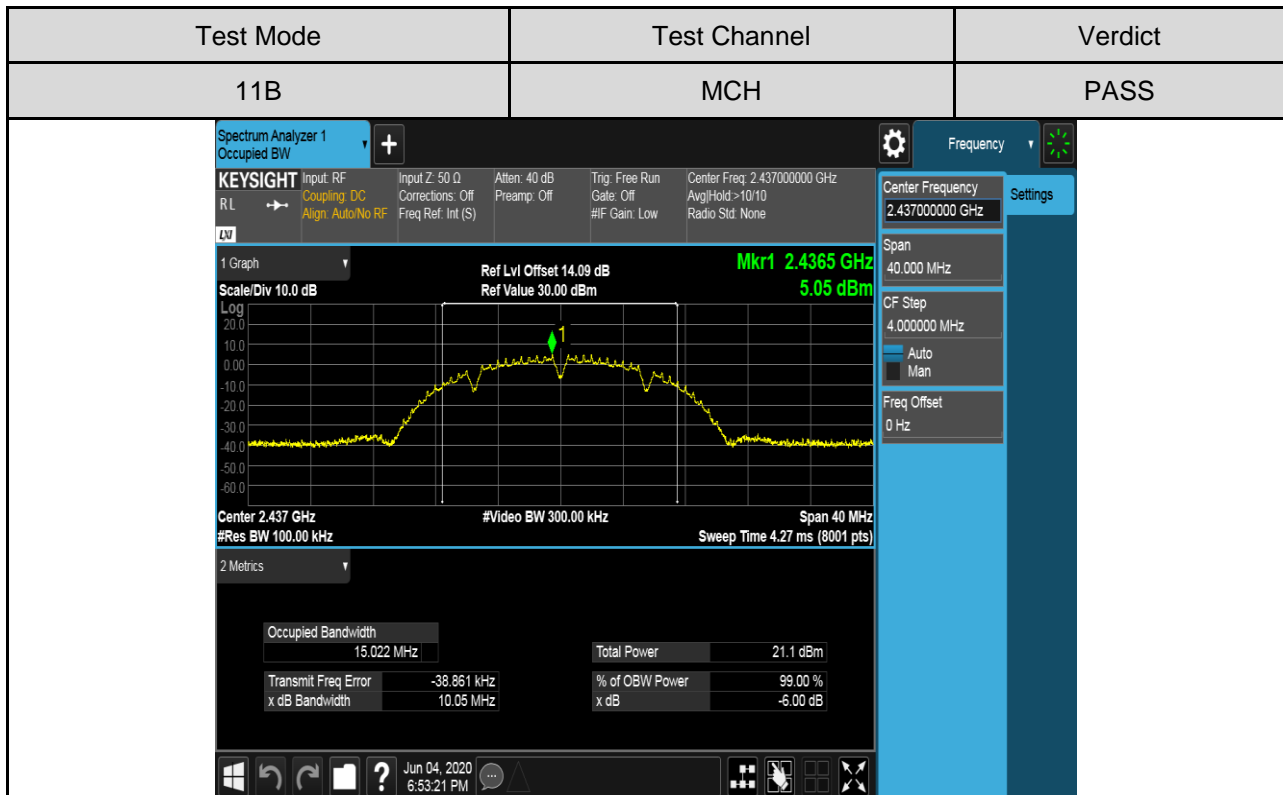 Test Mode Test Channel Verdict
11B MCH PASS
Spectrum Analyzer 1
Occupied BW
+
Frequency
KEYSIGHT
RL
LXI
Input: RF
Coupling: DC
Align: Auto/No RF
Input Z: 50 Ω
Corrections: Off
Freq Ref: Int (S)
Atten: 40 dB
Preamp: Off
Trig: Free Run
Gate: Off
#IF Gain: Low
Center Freq: 2.437000000 GHz
Avg|Hold:>10/10
Radio Std: None
Center Frequency
2.437000000 GHz
Settings
Span
40.000 MHz
CF Step
4.000000 MHz
Auto
Man
Freq Offset
0 Hz
1 Graph
Scale/Div 10.0 dB
Ref Lvl Offset 14.09 dB
Ref Value 30.00 dBm
Mkr1 2.4365 GHz
5.05 dBm
Log
20.0
10.0
0.00
-10.0
-20.0
-30.0
-40.0
-50.0
-60.0
1
Center 2.437 GHz
#Res BW 100.00 kHz
#Video BW 300.00 kHz
Span 40 MHz
Sweep Time 4.27 ms (8001 pts)
2 Metrics
Occupied Bandwidth
15.022 MHz
Total Power 21.1 dBm
Transmit Freq Error -38.861 kHz
% of OBW Power 99.00 %
x dB Bandwidth 10.05 MHz
x dB -6.00 dB
?
Jun 04, 2020
6:53:21 PM